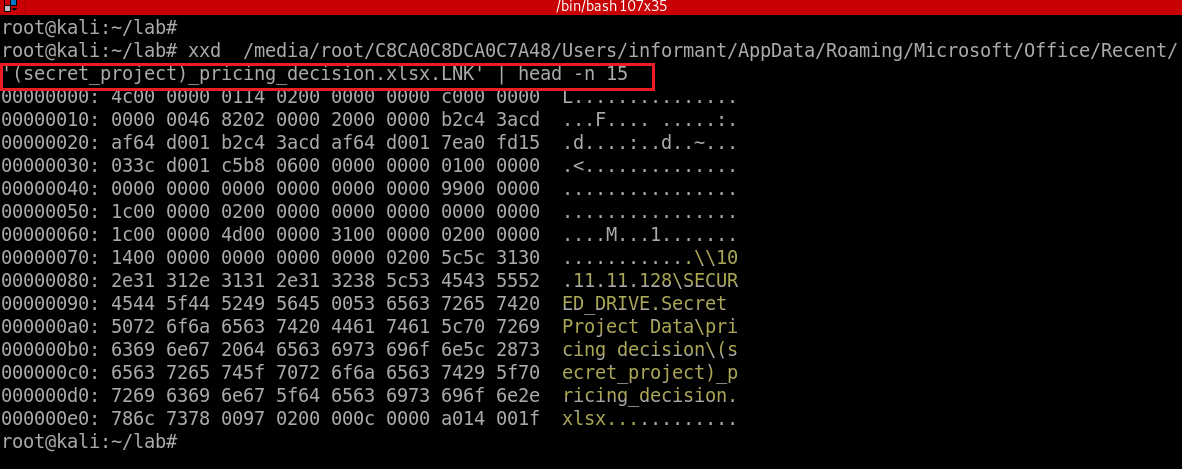 /bin/bash 107x35
root@kali:~/lab#
root@kali:~/lab# xxd  /media/root/C8CA0C8DCA0C7A48/Users/informant/AppData/Roaming/Microsoft/Office/Recent/
'(secret_project)_pricing_decision.xlsx.LNK' | head -n 15
00000000: 4c00 0000 0114 0200 0000 0000 c000 0000  L...............
00000010: 0000 0046 8202 0000 2000 0000 b2c4 3acd  ...F.... .....:.
00000020: af64 d001 b2c4 3acd af64 d001 7ea0 fd15  .d....:..d..~...
00000030: 033c d001 c5b8 0600 0000 0000 0100 0000  .<..............
00000040: 0000 0000 0000 0000 0000 0000 9900 0000  ................
00000050: 1c00 0000 0200 0000 0000 0000 0000 0000  ................
00000060: 1c00 0000 4d00 0000 3100 0000 0200 0000  ....M...1.......
00000070: 1400 0000 0000 0000 0000 0200 5c5c 3130  ............\\10
00000080: 2e31 312e 3131 2e31 3238 5c53 4543 5552  .11.11.128\SECUR
00000090: 4544 5f44 5249 5645 0053 6563 7265 7420  ED_DRIVE.Secret
000000a0: 5072 6f6a 6563 7420 4461 7461 5c70 7269  Project Data\pri
000000b0: 6369 6e67 2064 6563 6973 696f 6e5c 2873  cing decision\(s
000000c0: 6563 7265 745f 7072 6f6a 6563 7429 5f70  ecret_project)_p
000000d0: 7269 6369 6e67 5f64 6563 6973 696f 6e2e  ricing_decision.
000000e0: 786c 7378 0097 0200 000c 0000 a014 001f  xlsx............
root@kali:~/lab#